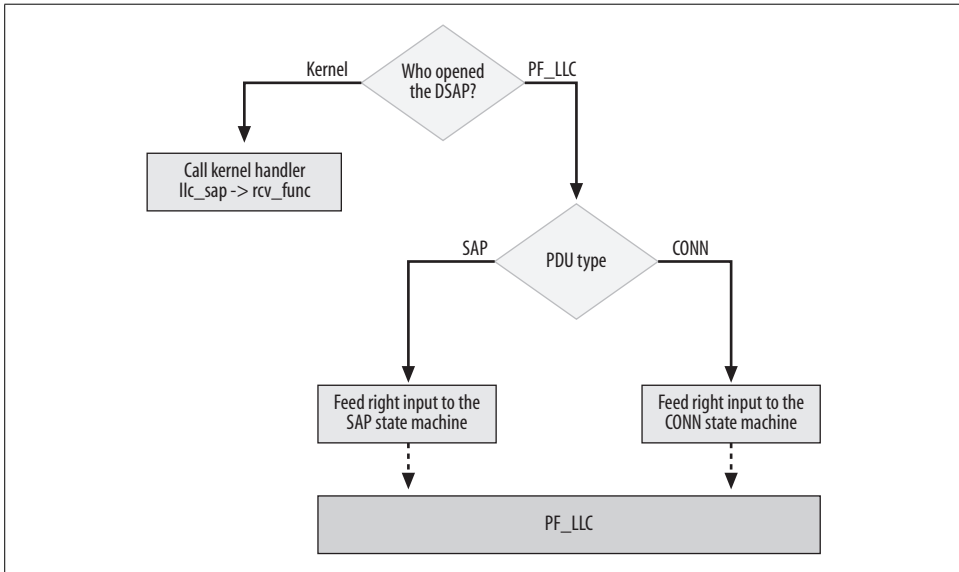 Who opened
the DSAP?
Kernel
PF_LLC
Call kernel handler
llc_sap -> rcv_func
PDU type
SAP
CONN
Feed right input to the
SAP state machine
Feed right input to the
CONN state machine
PF_LLC